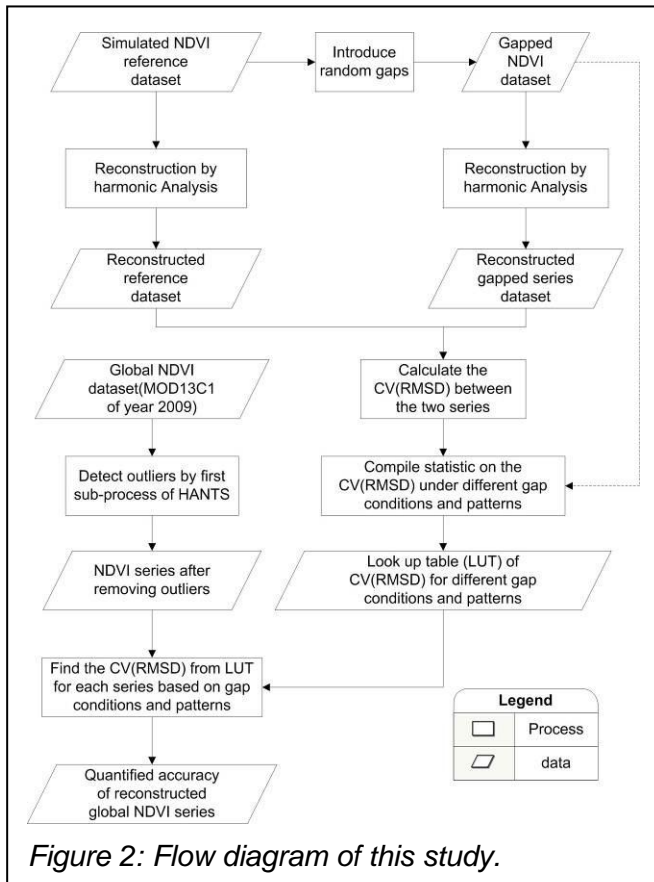 Simulated NDVI
reference
dataset
Introduce
random gaps
Gapped
NDVI
dataset
Reconstruction by
harmonic Analysis
Reconstruction by
harmonic Analysis
Reconstructed
reference
dataset
Reconstructed
gapped series
dataset
Global NDVI
dataset(MOD13C1
of year 2009)
Calculate the
CV(RMSD) between
the two series
Detect outliers by first
sub-process of HANTS
Compile statistic on the
CV(RMSD) under different gap
conditions and patterns
NDVI series after
removing outliers
Look up table (LUT) of
CV(RMSD) for different gap
conditions and patterns
Find the CV(RMSD) from LUT
for each series based on gap
conditions and patterns
Quantified accuracy
of reconstructed
global NDVI series
Legend
Process
data
Figure 2: Flow diagram of this study.